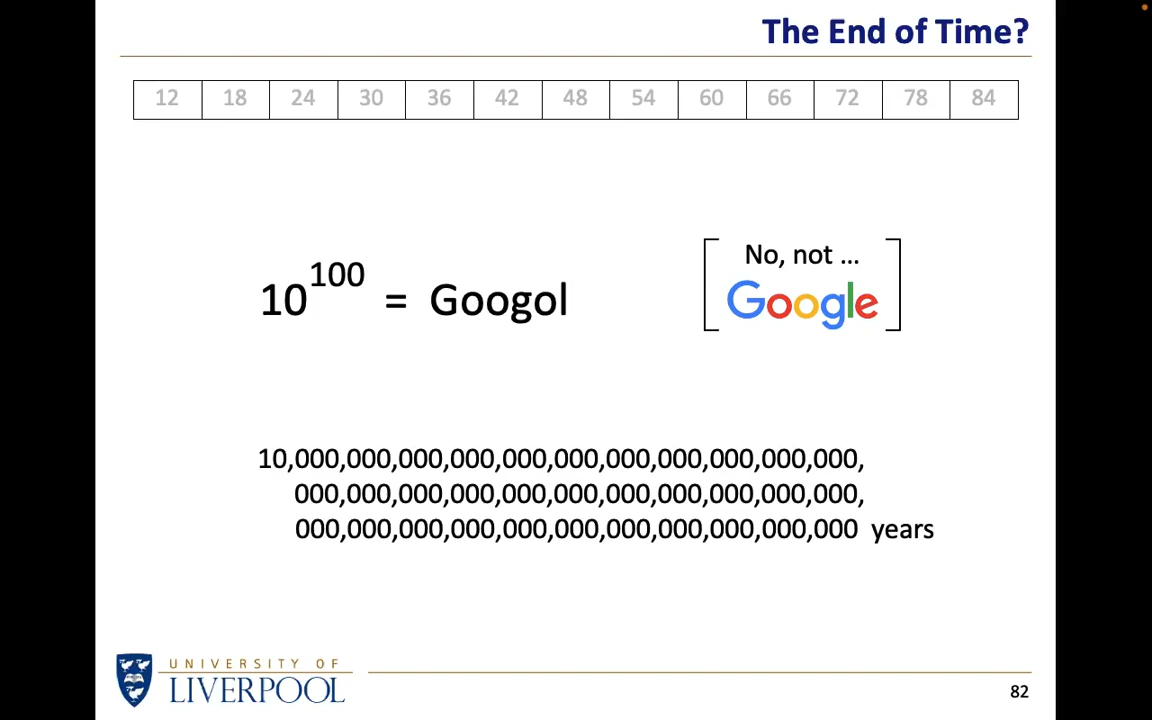 The End of Time?
12 18 24 30 36 42 48 54 60 66 72 78 84
No, not ...
10^100 = Googol
Google
10,000,000,000,000,000,000,000,000,000,000,000,
000,000,000,000,000,000,000,000,000,000,000,
000,000,000,000,000,000,000,000,000,000,000 years
UNIVERSITY OF
LIVERPOOL
82